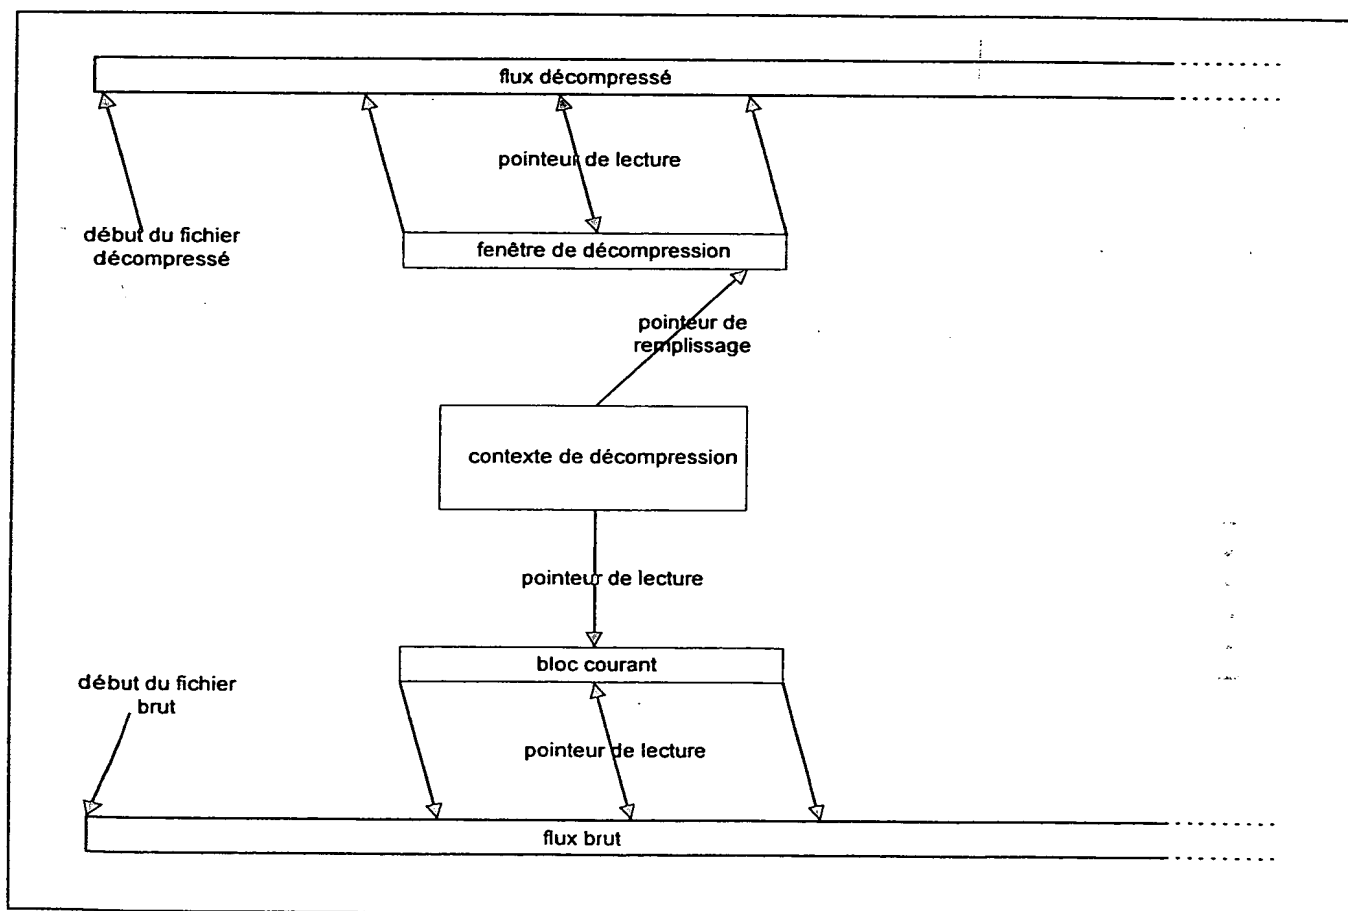 flux décompressé
pointeur de lecture
début du fichier
décompressé
fenêtre de décompression
pointeur de
remplissage
contexte de décompression
pointeur de lecture
bloc courant
début du fichier
brut
pointeur de lecture
flux brut